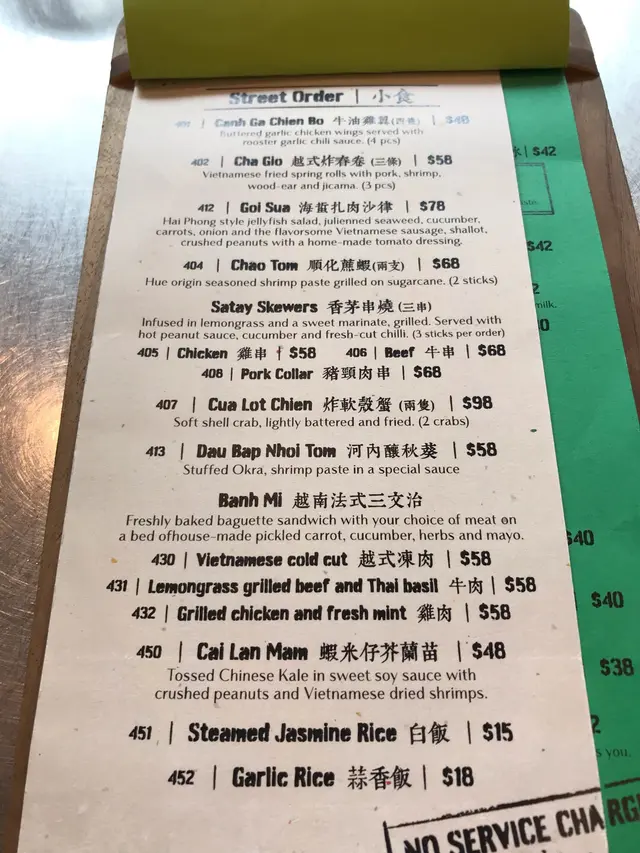 Street Order | 小食
401 | Canh Ga Chien Bo 牛油雞翼 | $48
Buttered garlic chicken wings served with
rooster garlic chili sauce. (4 pcs)
402 | Cha Gio 越式炸春卷 (三條) | $58
Vietnamese fried spring rolls with pork, shrimp,
wood-ear and jicama. (3 pcs)
412 | Goi Sua 海蜇扎肉沙律 | $78
Hai Phong style jellyfish salad, julienned seaweed, cucumber,
carrots, onion and the flavorsome Vietnamese sausage, shallot,
crushed peanuts with a home-made tomato dressing.
404 | Chao Tom 順化蔗蝦(兩支) | $68
Hue origin seasoned shrimp paste grilled on sugarcane. (2 sticks)
Satay Skewers 香茅串燒 (三串)
Infused in lemongrass and a sweet marinate, grilled. Served with
hot peanut sauce, cucumber and fresh-cut chilli. (3 sticks per order)
405 | Chicken 雞串 | $58 406 | Beef 牛串 | $68
408 | Pork Collar 豬頸肉串 | $68
407 | Cua Lot Chien 炸軟殼蟹 (兩隻) | $98
Soft shell crab, lightly battered and fried. (2 crabs)
413 | Dau Bap Nhoi Tom 河內釀秋葵 | $58
Stuffed Okra, shrimp paste in a special sauce
Banh Mi 越南法式三文治
Freshly baked baguette sandwich with your choice of meat on
a bed ofhouse-made pickled carrot, cucumber, herbs and mayo.
430 | Vietnamese cold cut 越式凍肉 | $58
431 | Lemongrass grilled beef and Thai basil 牛肉 | $58
432 | Grilled chicken and fresh mint 雞肉 | $58
450 | Cai Lan Mam 蝦米仔芥蘭苗 | $48
Tossed Chinese Kale in sweet soy sauce with
crushed peanuts and Vietnamese dried shrimps.
451 | Steamed Jasmine Rice 白飯 | $15
452 | Garlic Rice 蒜香飯 | $18
NO SERVICE CHARG
| $42
$42
milk.
$40
$40
$38
s you.